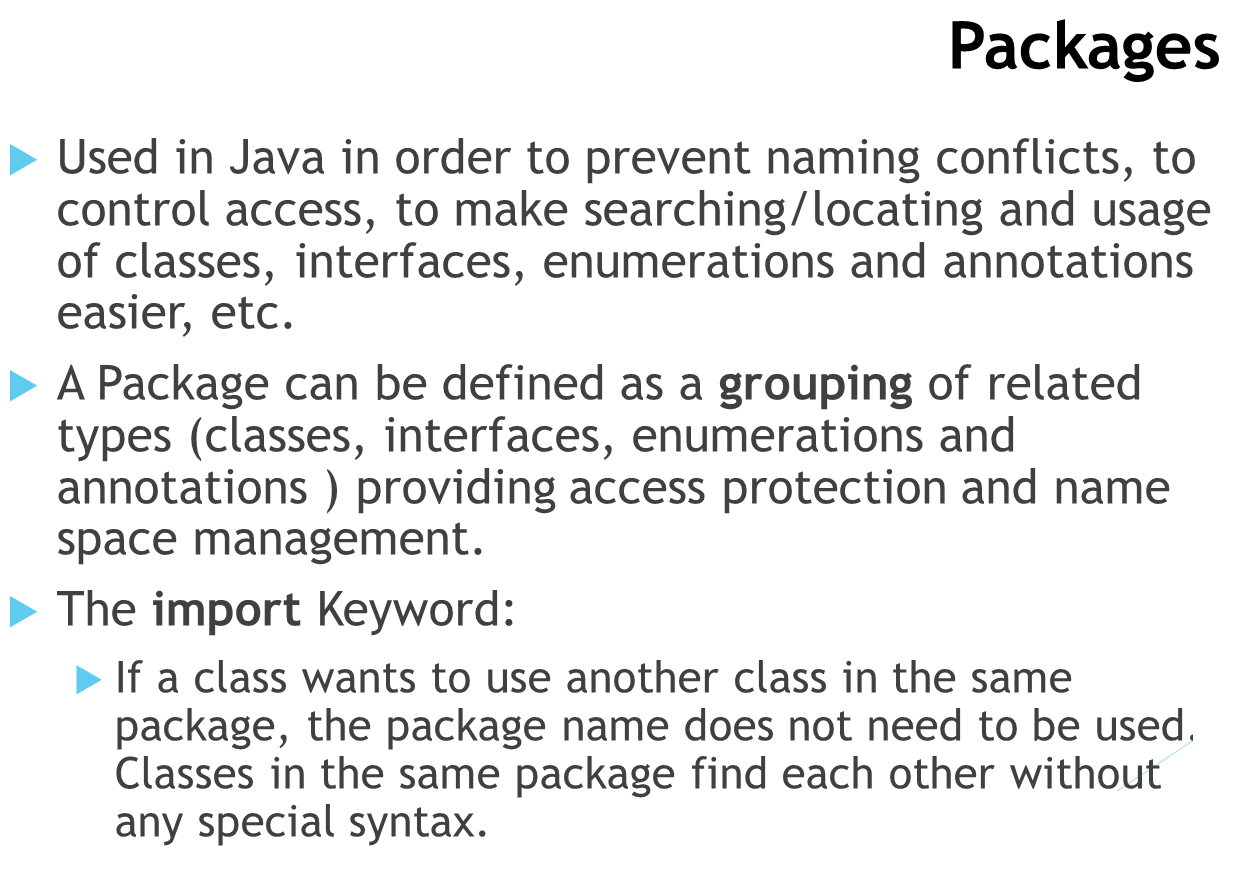 Packages
Used in Java in order to prevent naming conflicts, to
control access, to make searching/locating and usage
of classes, interfaces, enumerations and annotations
easier, etc.
A Package can be defined as a grouping of related
types (classes, interfaces, enumerations and
annotations ) providing access protection and name
space management.
The import Keyword:
If a class wants to use another class in the same
package, the package name does not need to be used.
Classes in the same package find each other without
any special syntax.